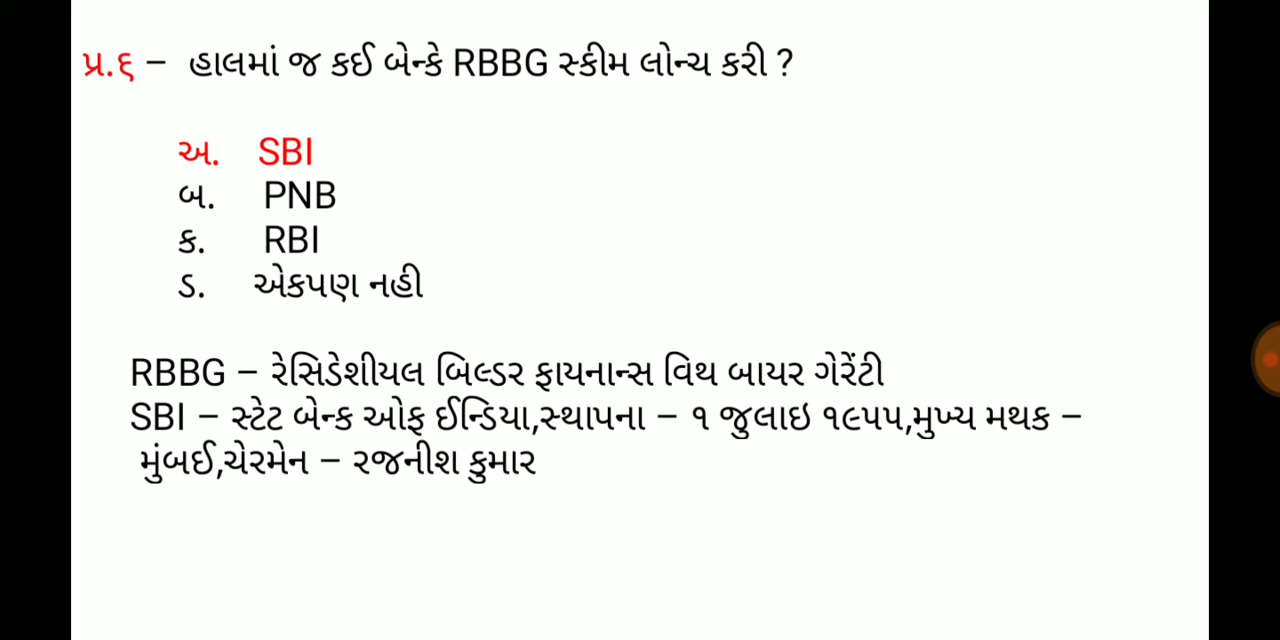 પ્ર.૬ – હાલમાં જ કઈ બેન્કે RBBG સ્કીમ લોન્ચ કરી ?
અ. SBI
બ. PNB
ક. RBI
ડ. એકપણ નહી
RBBG – રેસિડેશીયલ બિલ્ડર ફાયનાન્સ વિથ બાયર ગેરેંટી
SBI – સ્ટેટ બેન્ક ઓફ ઈન્ડિયા,સ્થાપના – ૧ જુલાઇ ૧૯૫૫,મુખ્ય મથક –
મુંબઈ,ચેરમેન – રજનીશ કુમાર